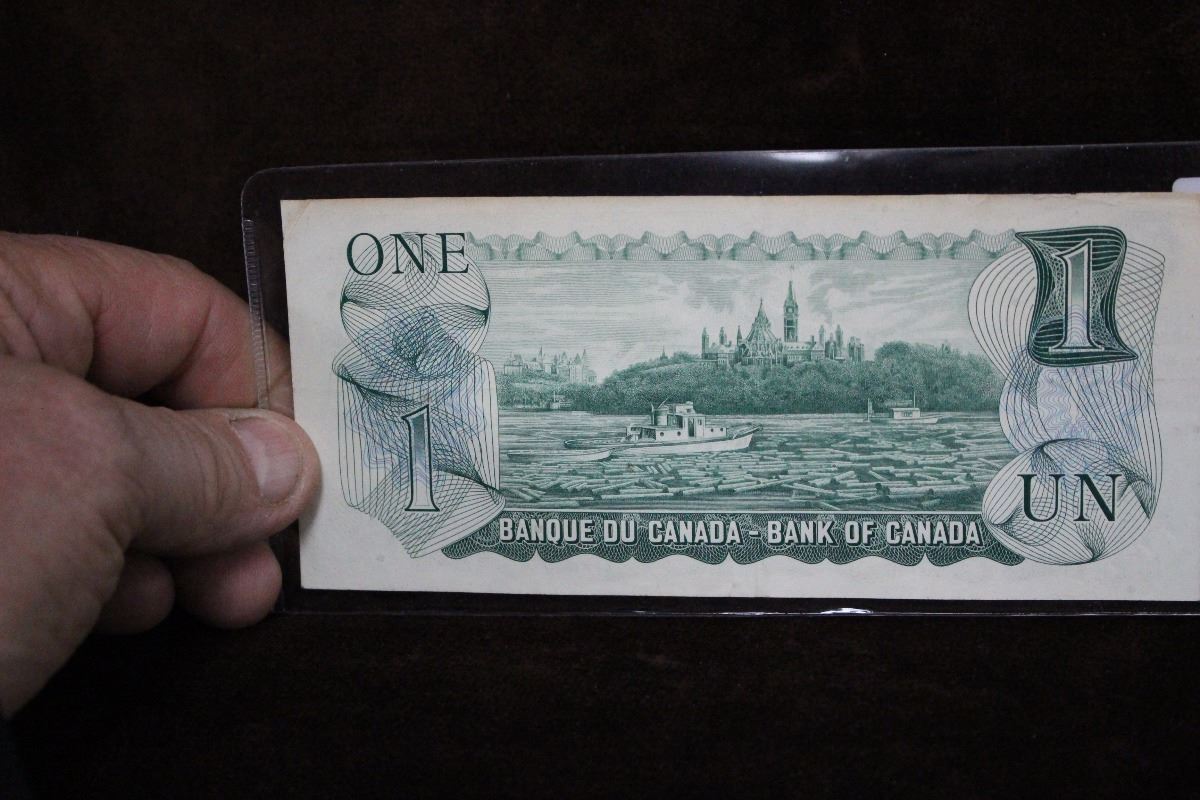 ONE
1
1
UN
BANQUE DU CANADA - BANK OF CANADA